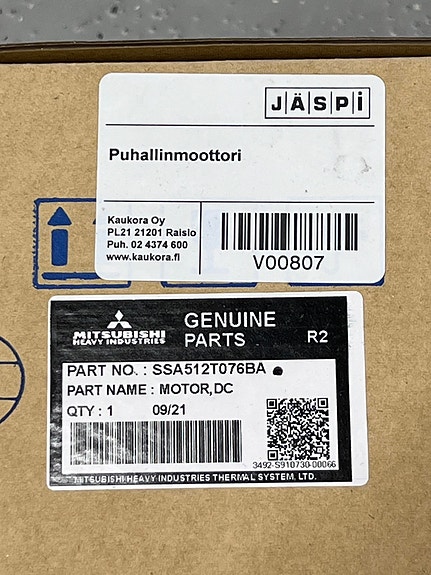 JÄSPi
Puhallinmoottori
Kaukora Oy
PL21 21201 Raisio
Puh. 02 4374 600
www.kaukora.fi
V00807
MITSUBISHI
HEAVY INDUSTRIES
GENUINE
PARTS
R2
PART NO. : SSA512T076BA
PART NAME : MOTOR,DC
QTY : 1 09/21
3492-S910730-00066
MITSUBISHI HEAVY INDUSTRIES THERMAL SYSTEM, LTD.